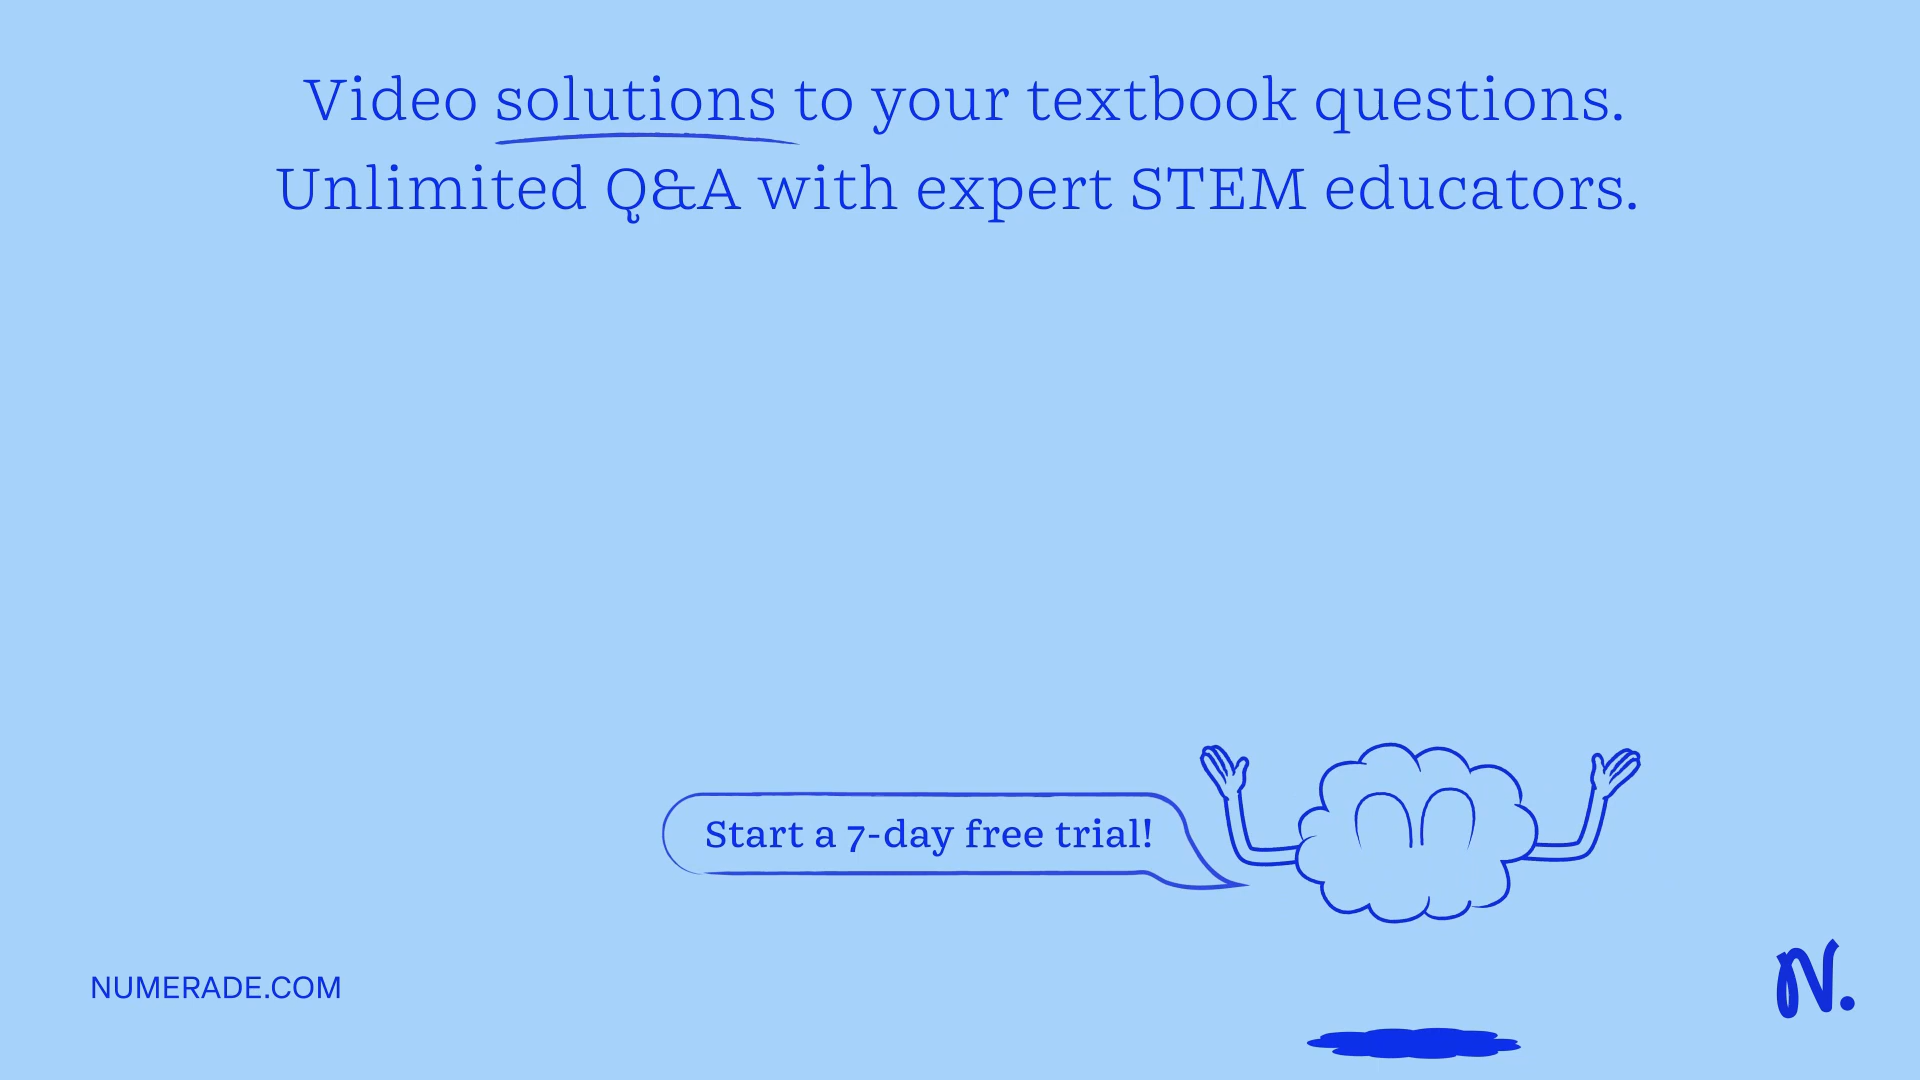 Video solutions to your textbook questions.
Unlimited Q&A with expert STEM educators.
Start a 7-day free trial!
NUMERADE.COM
N.